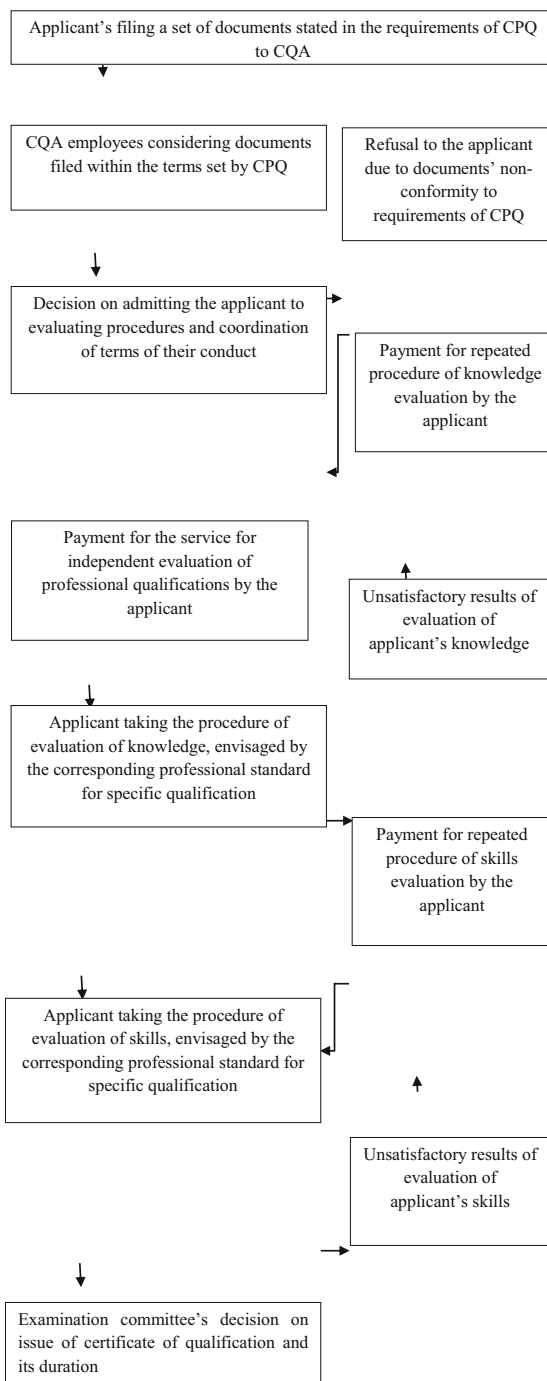 Applicant's filing a set of documents stated in the requirements of CPQ
to CQA
CQA employees considering documents
filed within the terms set by CPQ
Refusal to the applicant
due to documents' non-
conformity to
requirements of CPQ
Decision on admitting the applicant to
evaluating procedures and coordination
of terms of their conduct
Payment for repeated
procedure of knowledge
evaluation by the
applicant
Payment for the service for
independent evaluation of
professional qualifications by the
applicant
Unsatisfactory results of
evaluation of
applicant's knowledge
Applicant taking the procedure of
evaluation of knowledge, envisaged by
the corresponding professional standard
for specific qualification
Payment for repeated
procedure of skills
evaluation by the
applicant
Applicant taking the procedure of
evaluation of skills, envisaged by the
corresponding professional standard for
specific qualification
Unsatisfactory results of
evaluation of
applicant's skills
Examination committee's decision on
issue of certificate of qualification and
its duration